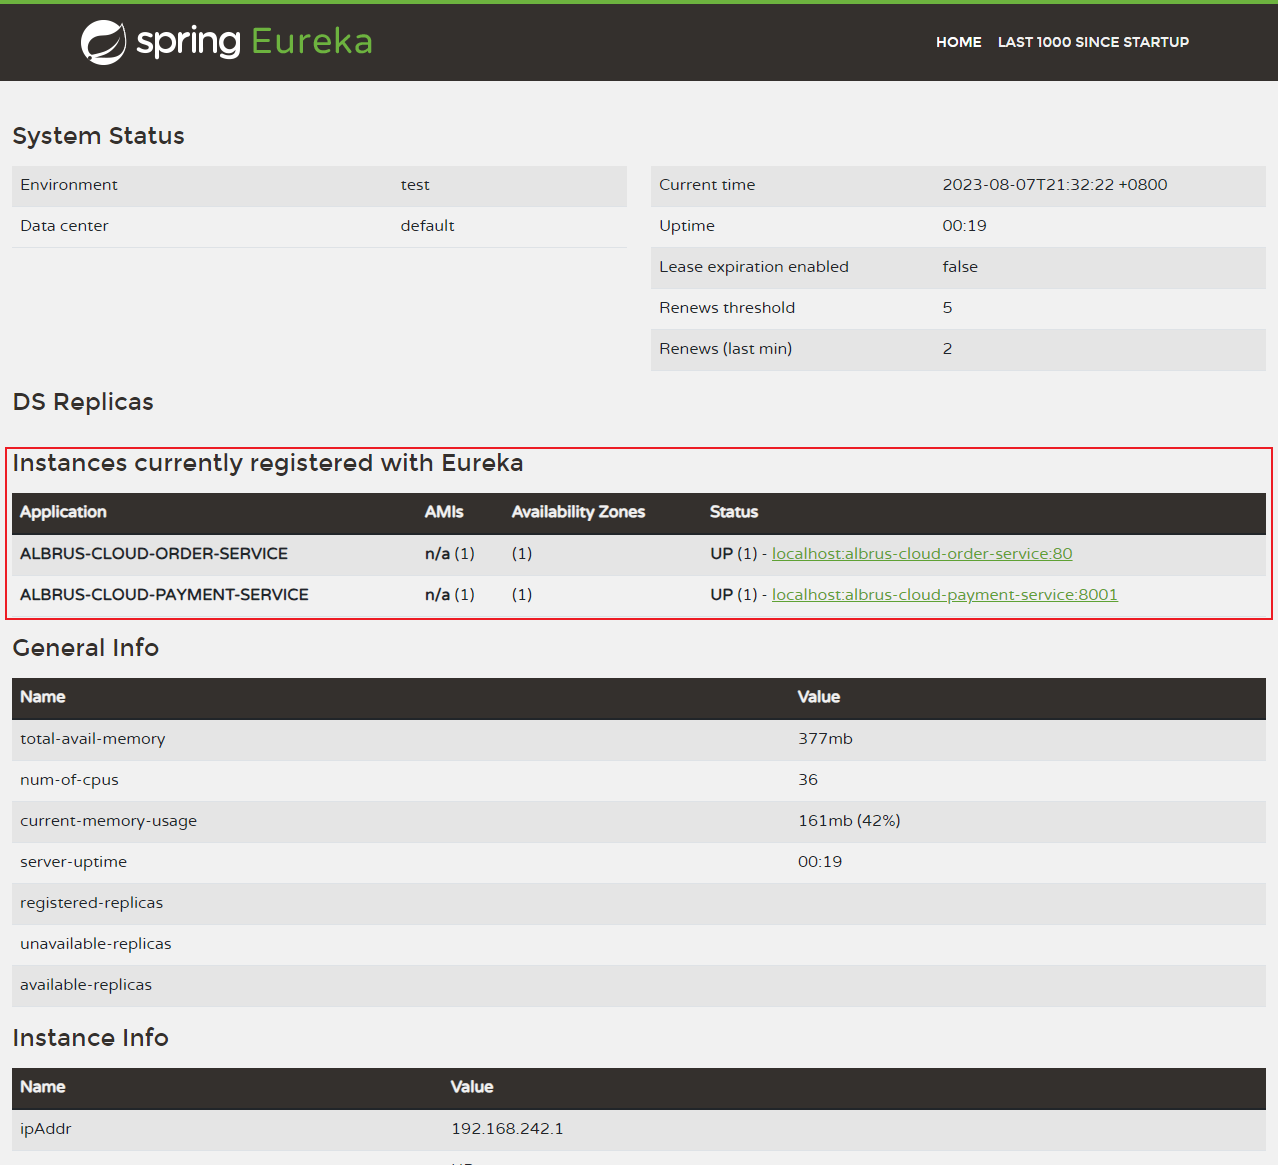 spring Eureka
HOME LAST 1000 SINCE STARTUP
System Status
Environment test
Data center default
Current time 2023-08-07T21:32:22 +0800
Uptime 00:19
Lease expiration enabled false
Renews threshold 5
Renews (last min) 2
DS Replicas
Instances currently registered with Eureka
Application AMIs Availability Zones Status
ALBRUS-CLOUD-ORDER-SERVICE n/a (1) (1) UP (1) - localhost:albrus-cloud-order-service:80
ALBRUS-CLOUD-PAYMENT-SERVICE n/a (1) (1) UP (1) - localhost:albrus-cloud-payment-service:8001
General Info
Name Value
total-avail-memory 377mb
num-of-cpus 36
current-memory-usage 161mb (42%)
server-uptime 00:19
registered-replicas
unavailable-replicas
available-replicas
Instance Info
Name Value
ipAddr 192.168.242.1